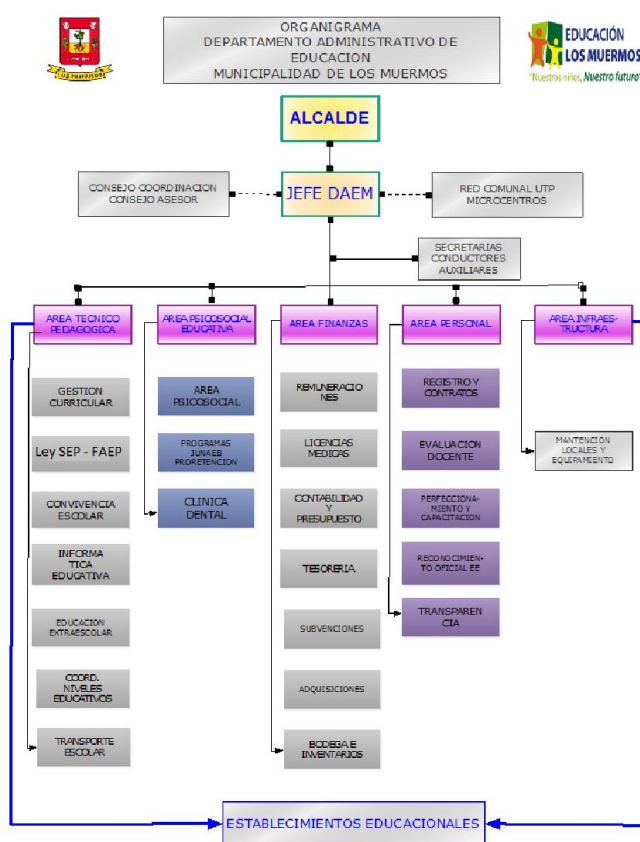 ORGANIGRAMA
DEPARTAMENTO ADMINISTRATIVO DE
EDUCACION
MUNICIPALIDAD DE LOS MUERMOS
EDUCACIÓN
LOS MUERMOS
"Nuestros niños, Nuestro futuro"
LOS MUERMOS
ALCALDE
CONSEJO COORDINACION
CONSEJO ASESOR
JEFE DAEM
RED COMUNAL UTP
MICROCENTROS
SECRETARIAS
CONDUCTORES
AUXILIARES
AREA TECNICO
PEDAGOGICA
AREA PSICOSOCIAL
EDUCATIVA
AREA FINANZAS
AREA PERSONAL
AREA INFRAES-
TRUCTURA
GESTION
CURRICULAR
Ley SEP - FAEP
CONVIVENCIA
ESCOLAR
INFORMA
TICA
EDUCATIVA
EDUCACION
EXTRAESCOLAR
COORD.
NIVELES
EDUCATIVOS
TRANSPORTE
ESCOLAR
AREA
PSICOSOCIAL
PROGRAMAS
JUNAEB
PRORETENCION
CLINICA
DENTAL
REMUNERACIO
NES
LICENCIAS
MEDICAS
CONTABILIDAD
Y
PRESUPUESTO
TESORERIA
SUBVENCIONES
ADQUISICIONES
BODEGA E
INVENTARIOS
REGISTRO Y
CONTRATOS
EVALUACION
DOCENTE
PERFECCIONA-
MIENTO Y
CAPACITACION
RECONOCIMIEN-
TO OFICIAL EE
TRANSPAREN
CIA
MANTENCION
LOCALES Y
EQUIPAMIENTO
ESTABLECIMIENTOS EDUCACIONALES